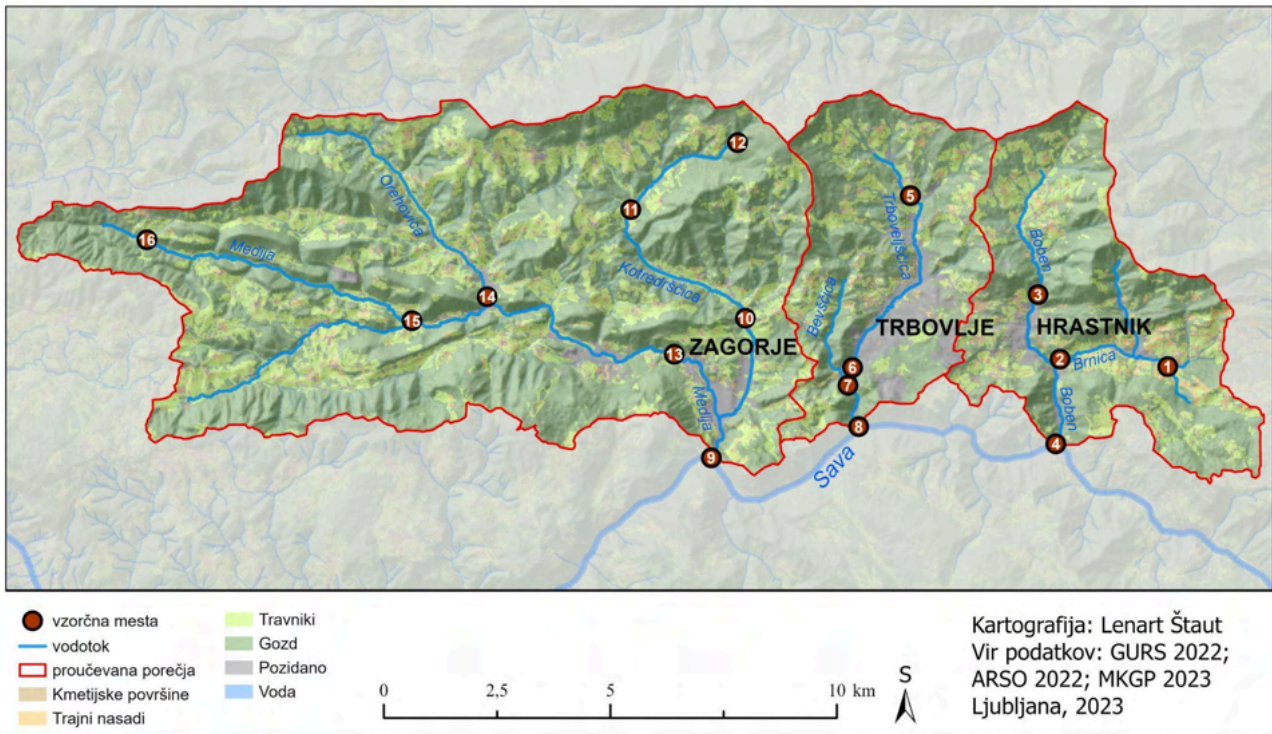 12
5
11
Orehovica
Trboveljščica
Boben
16
Medija
Kotredrščica
Bevščica
14
3
15
10
13
ZAGORJE
TRBOVLJE
HRASTNIK
2
Brnica
1
6
7
Medija
Boben
8
4
9
Sava
vzorčna mesta
vodotok
proučevana porečja
Kmetijske površine
Trajni nasadi
Travniki
Gozd
Pozidano
Voda
0 2,5 5 10 km
S
Kartografija: Lenart Štaut
Vir podatkov: GURS 2022;
ARSO 2022; MKGP 2023
Ljubljana, 2023